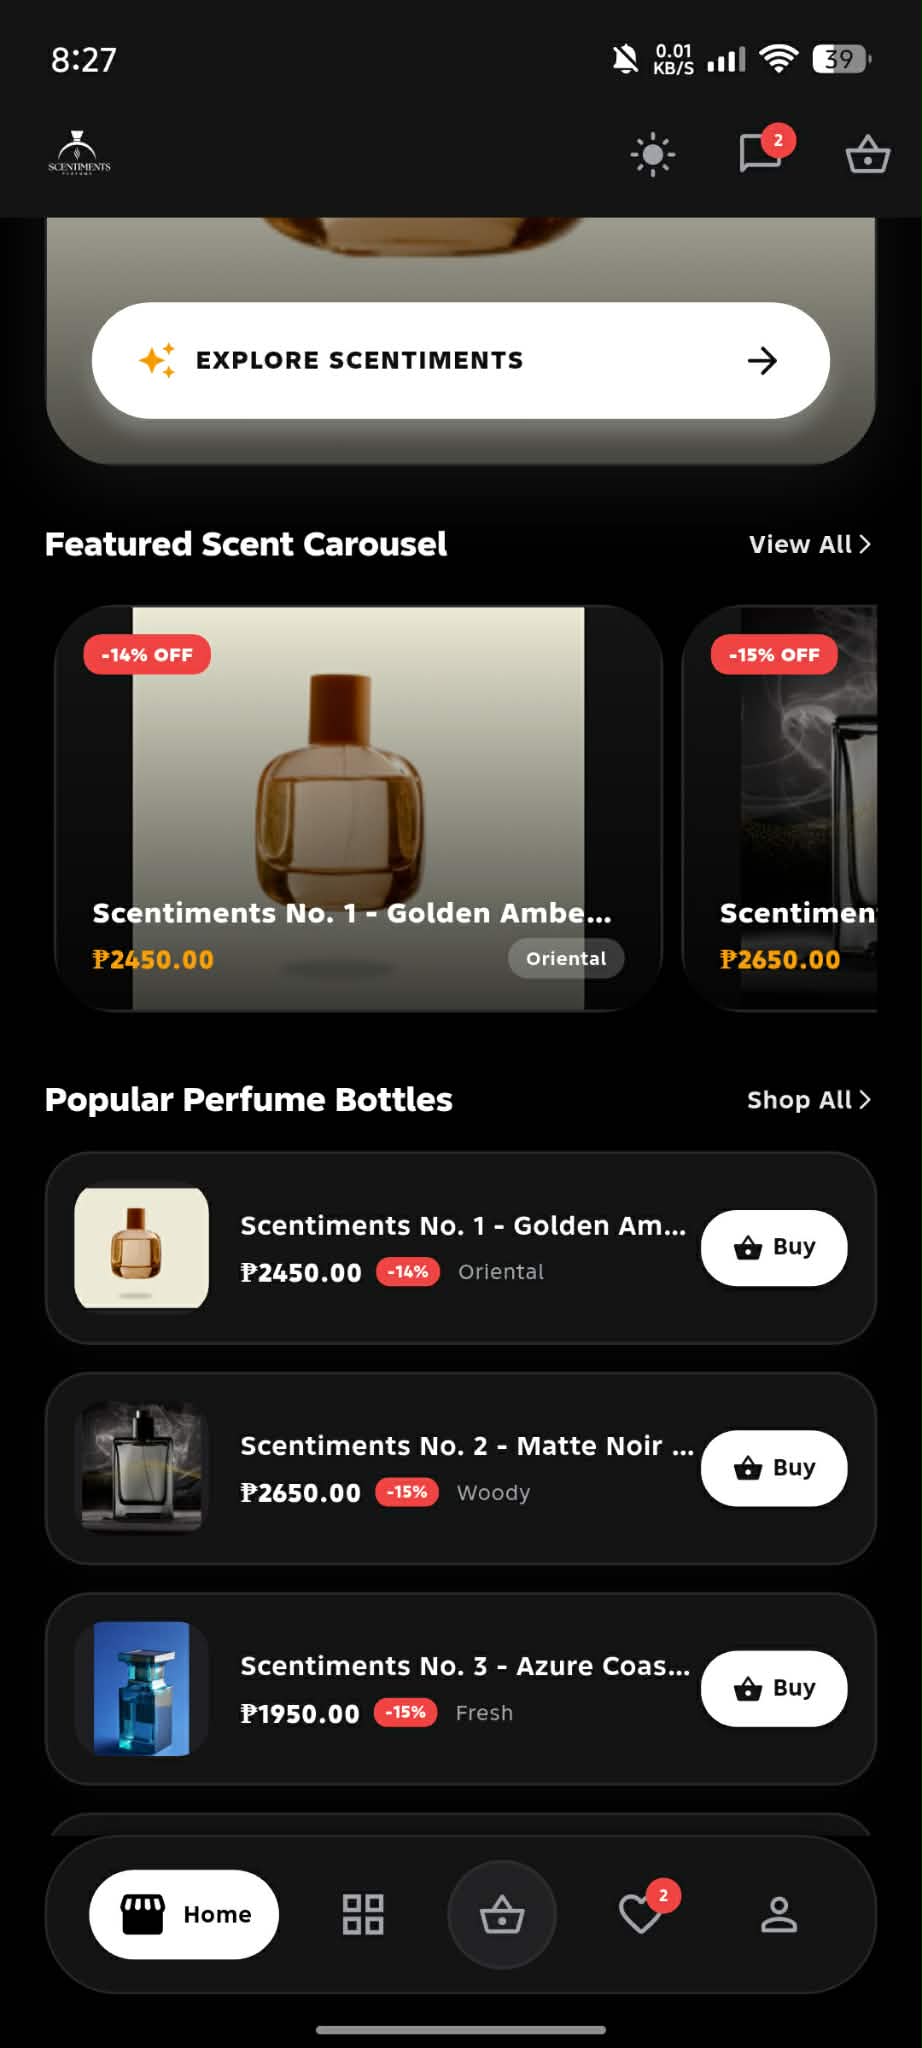 8:27
0.01
KB/S
39
SCENTIMENTS
PERFUME
2
EXPLORE SCENTIMENTS
Featured Scent Carousel
View All
-14% OFF
-15% OFF
Scentiments No. 1 - Golden Ambe...
Scentimen
₱2450.00
Oriental
₱2650.00
Popular Perfume Bottles
Shop All
Scentiments No. 1 - Golden Am...
₱2450.00 -14% Oriental
Buy
Scentiments No. 2 - Matte Noir ...
₱2650.00 -15% Woody
Buy
Scentiments No. 3 - Azure Coas...
₱1950.00 -15% Fresh
Buy
Home
2